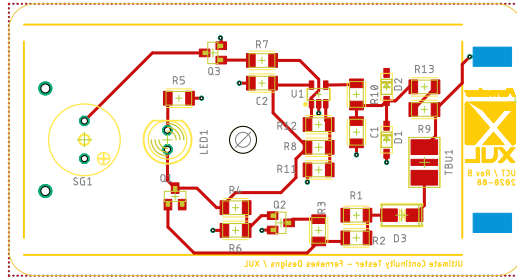 R7
Q3
R13
R5
C2
U1
R10
D2
R12
R9
LED1
R8
C1
D1
TBU1
R11
SG1
Q1
XUL
UCT / Rev B
2020-08
R4
Q2
R3
R1
R6
R2
D3
Ultimate Continuity Tester – Fernekes Designs / XUL